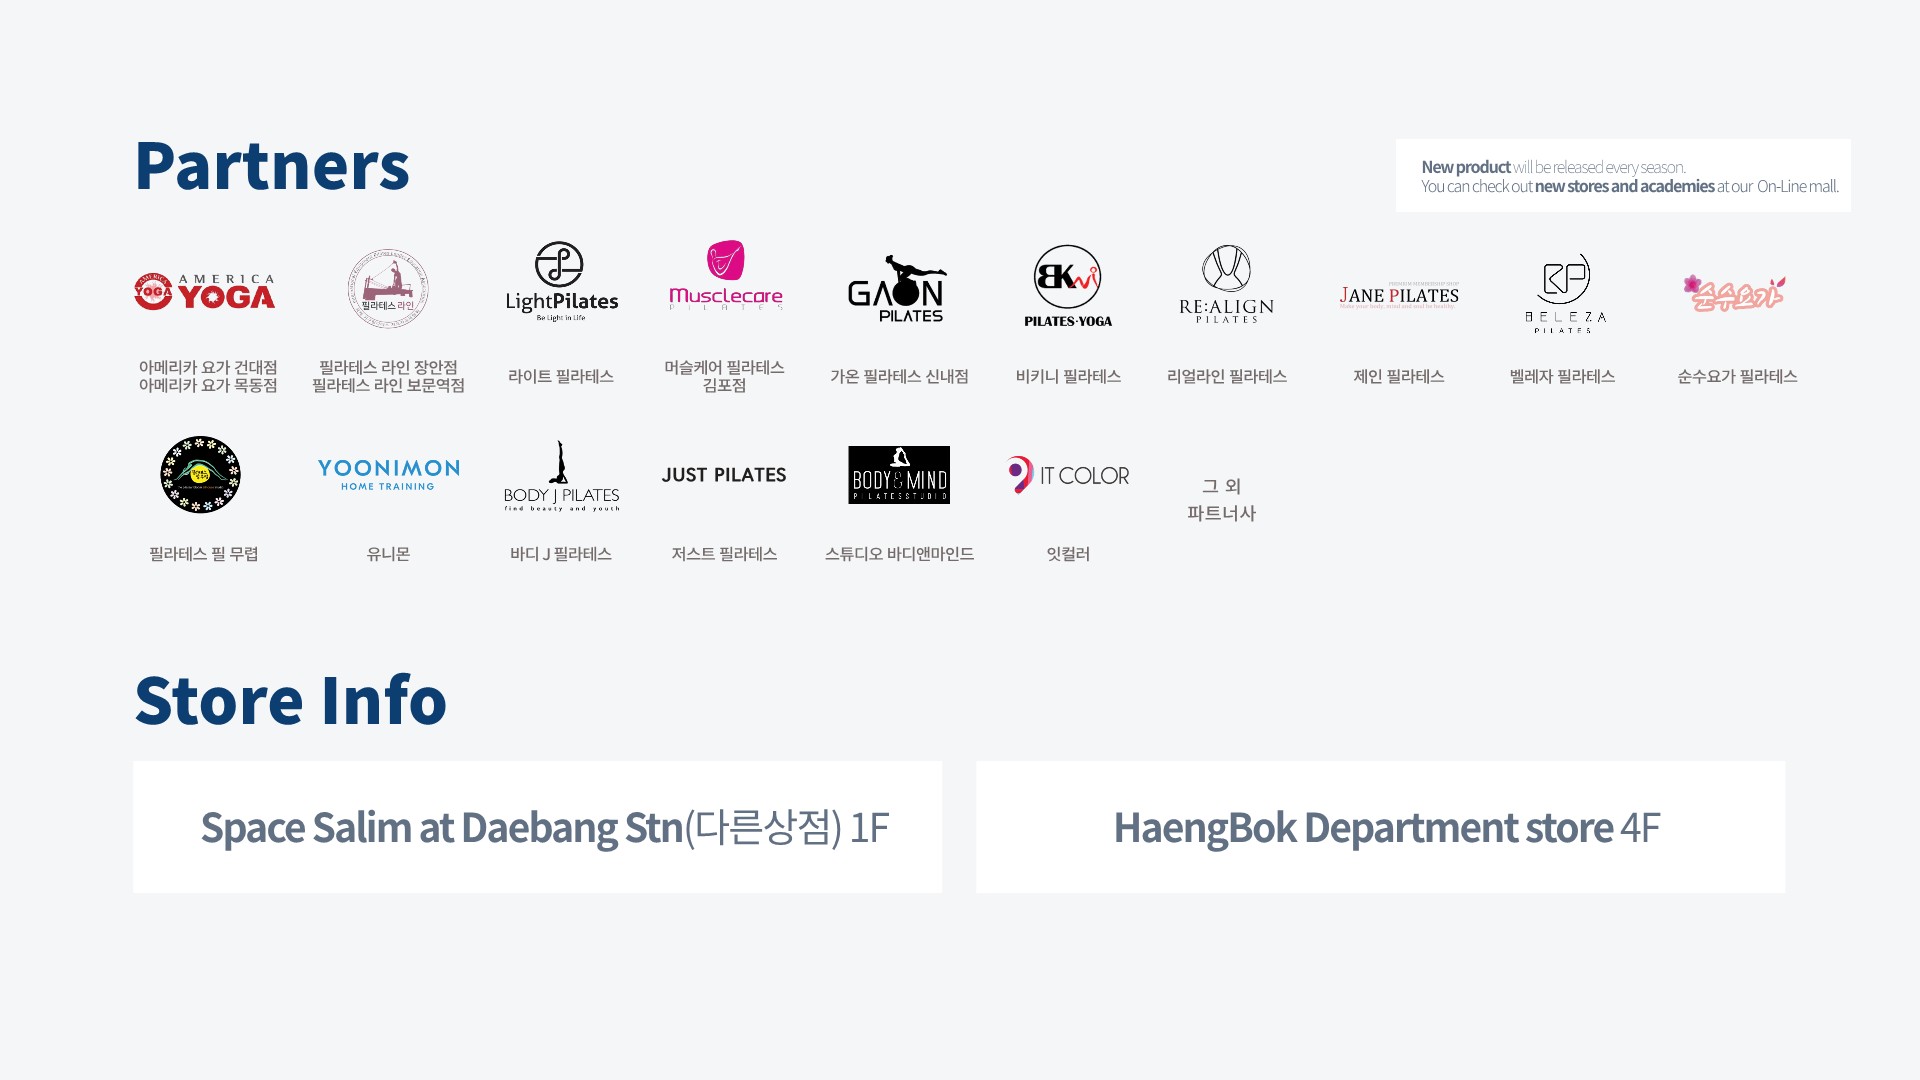 Partners
New product will be released every season.
You can check out new stores and academies at our On-Line mall.
AMERICA
YOGA
필라테스 라인
LightPilates
Be Light in Life
Musclecare
PILATES
GAON
PILATES
BKwi
PILATES·YOGA
RE:ALIGN
PILATES
JANE PILATES
Make your body, mind and soul be healthy
BELEZA
PILATES
순수요가
아메리카 요가 건대점
아메리카 요가 목동점
필라테스 라인 장안점
필라테스 라인 보문역점
라이트 필라테스
머슬케어 필라테스
김포점
가온 필라테스 신내점
비키니 필라테스
리얼라인 필라테스
제인 필라테스
벨레자 필라테스
순수요가 필라테스
YOONIMON
HOME TRAINING
BODY J PILATES
find beauty and youth
JUST PILATES
BODY & MIND
PILATESSTUDIO
IT COLOR
그 외
파트너사
필라테스 필 무렵
유니몬
바디 J 필라테스
저스트 필라테스
스튜디오 바디앤마인드
잇컬러
Store Info
Space Salim at Daebang Stn(다른상점) 1F
HaengBok Department store 4F